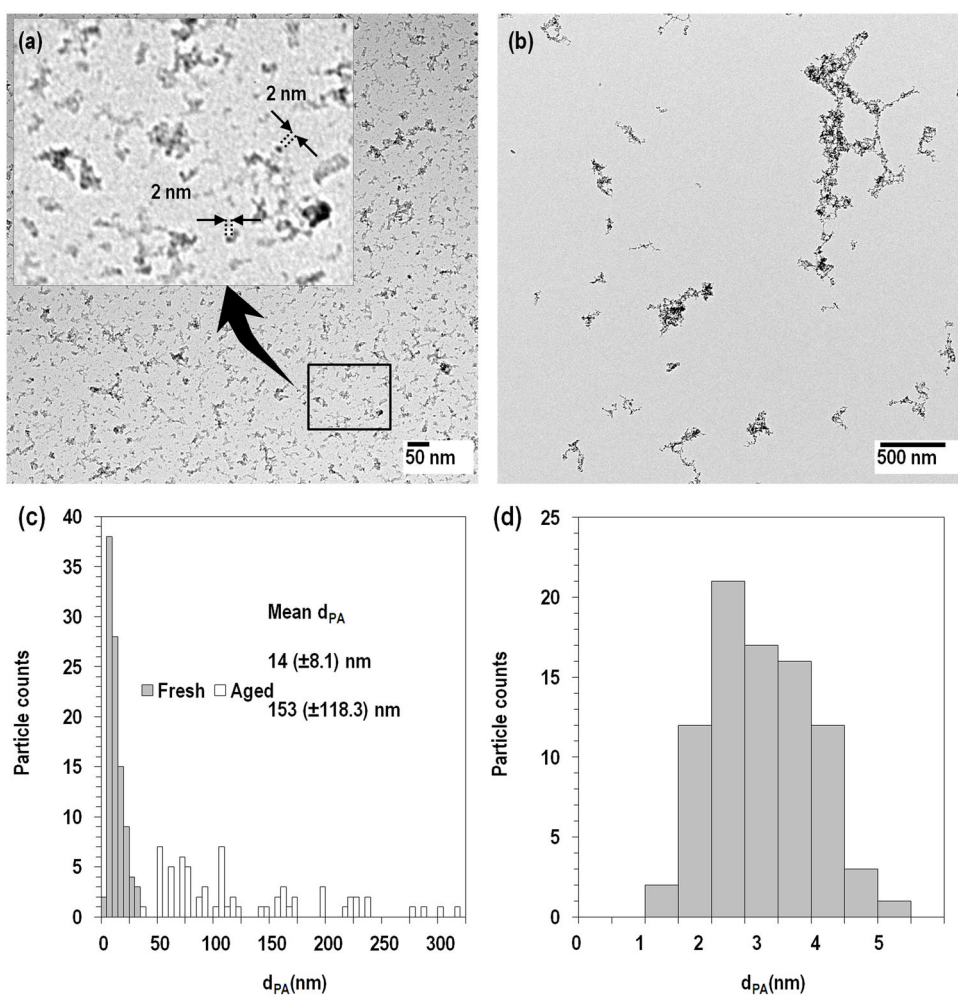 (a)
2 nm
2 nm
50 nm
(b)
500 nm
(c)
40
35
30
25
20
15
10
5
0
Particle counts
Mean dPA
14 (±8.1) nm
Fresh Aged
153 (±118.3) nm
0 50 100 150 200 250 300
dPA(nm)
(d)
25
20
15
10
5
0
Particle counts
0 1 2 3 4 5
dPA(nm)